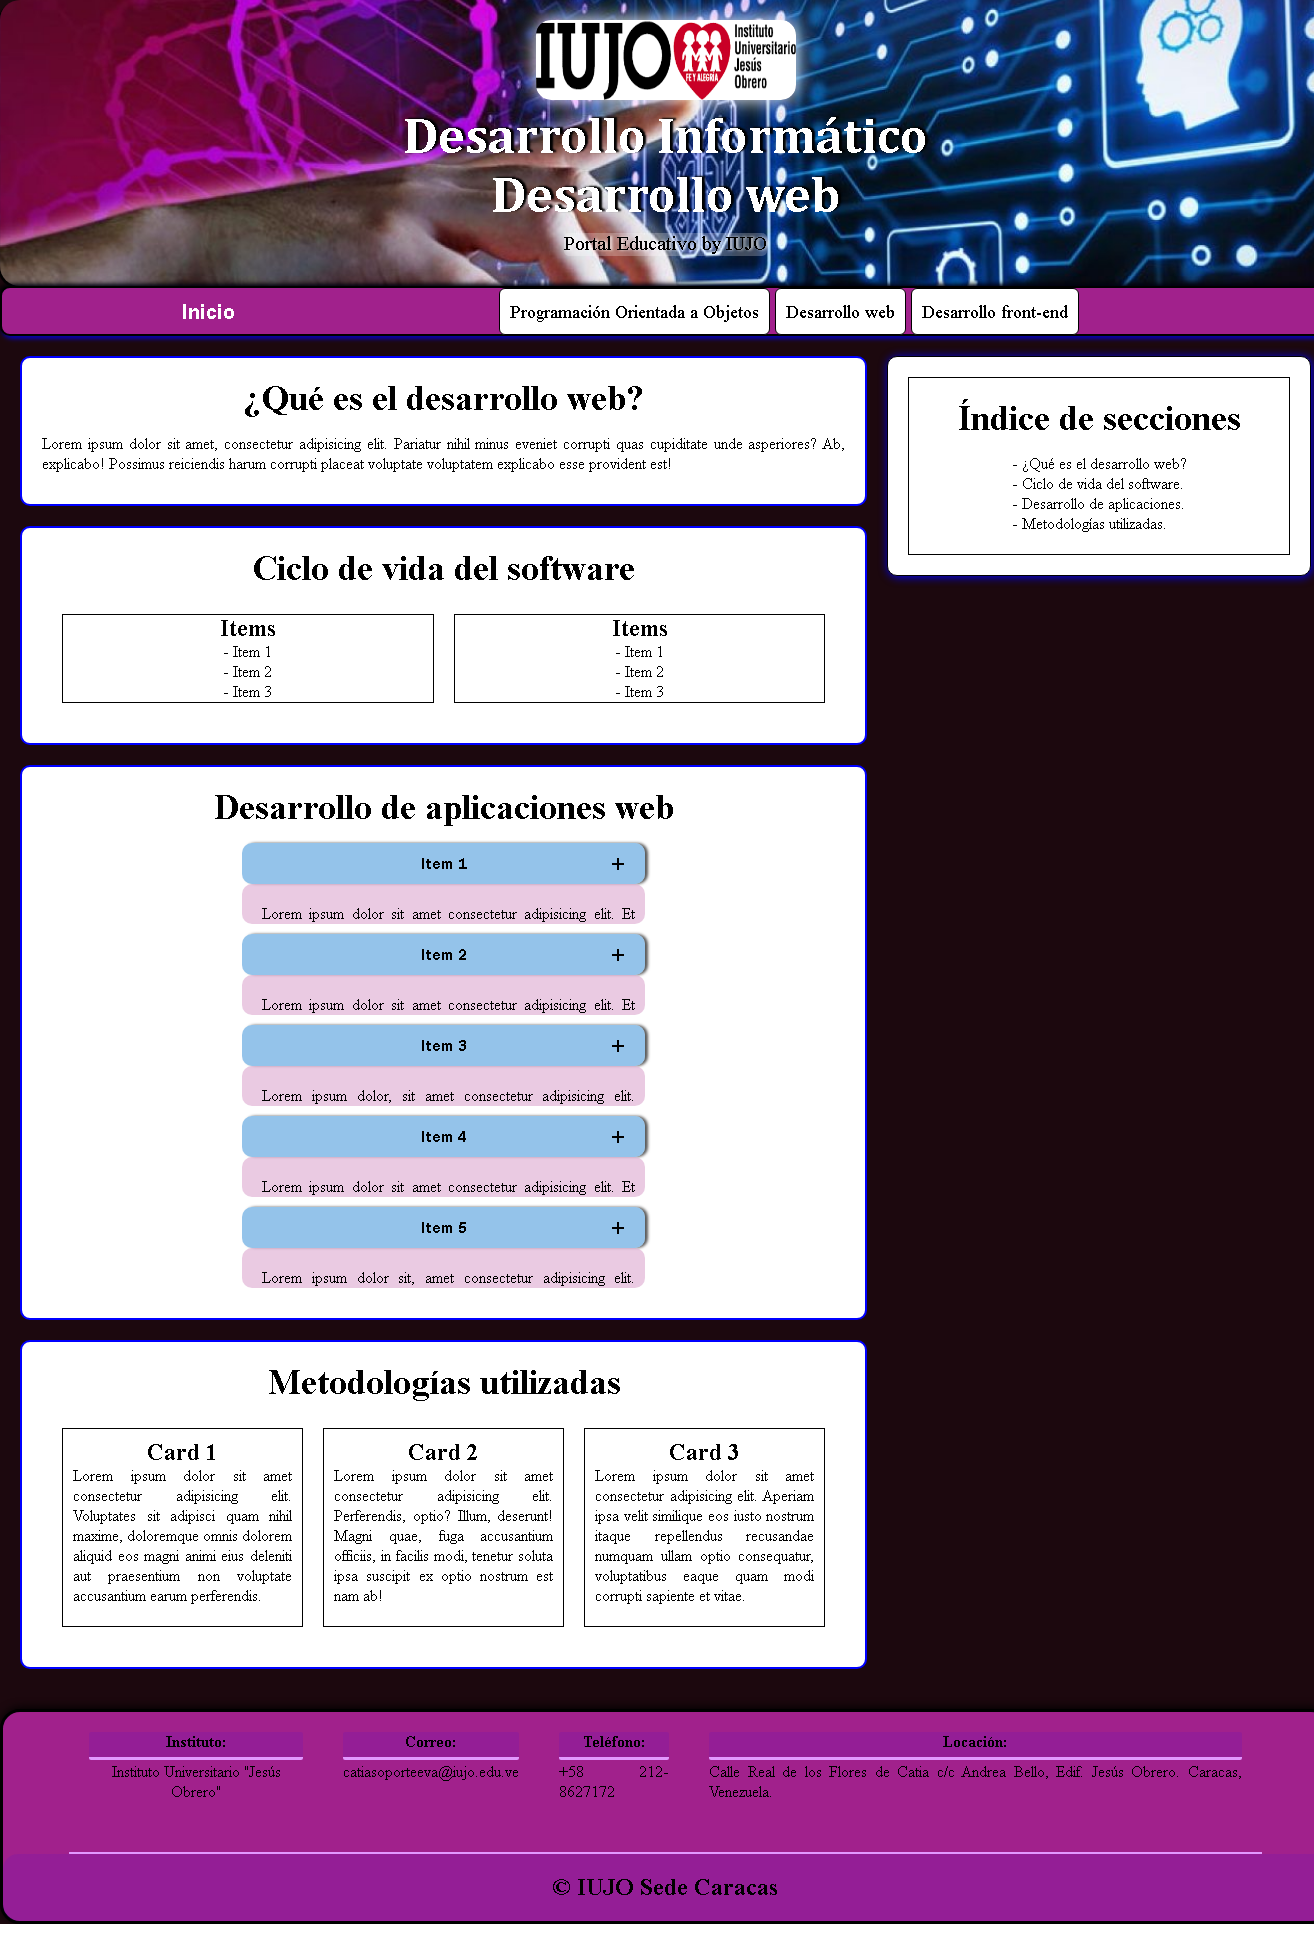 IUJO
FE Y ALEGRIA
Instituto
Universitario
Jesús
Obrero
Desarrollo Informático
Desarrollo web
Portal Educativo by IUJO
Inicio
Programación Orientada a Objetos
Desarrollo web
Desarrollo front-end
¿Qué es el desarrollo web?
Lorem ipsum dolor sit amet, consectetur adipisicing elit. Pariatur nihil minus eveniet corrupti quas cupiditate unde asperiores? Ab,
explicabo! Possimus reiciendis harum corrupti placeat voluptate voluptatem explicabo esse provident est!
Índice de secciones
- ¿Qué es el desarrollo web?
- Ciclo de vida del software.
- Desarrollo de aplicaciones.
- Metodologías utilizadas.
Ciclo de vida del software
Items
- Item 1
- Item 2
- Item 3
Items
- Item 1
- Item 2
- Item 3
Desarrollo de aplicaciones web
Item 1 +
Lorem ipsum dolor sit amet consectetur adipisicing elit. Et
Item 2 +
Lorem ipsum dolor sit amet consectetur adipisicing elit. Et
Item 3 +
Lorem ipsum dolor, sit amet consectetur adipisicing elit.
Item 4 +
Lorem ipsum dolor sit amet consectetur adipisicing elit. Et
Item 5 +
Lorem ipsum dolor sit, amet consectetur adipisicing elit.
Metodologías utilizadas
Card 1
Lorem ipsum dolor sit amet
consectetur adipisicing elit.
Voluptates sit adipisci quam nihil
maxime, doloremque omnis dolorem
aliquid eos magni animi eius deleniti
aut praesentium non voluptate
accusantium earum perferendis.
Card 2
Lorem ipsum dolor sit amet
consectetur adipisicing elit.
Perferendis, optio? Illum, deserunt!
Magni quae, fuga accusantium
officiis, in facilis modi, tenetur soluta
ipsa suscipit ex optio nostrum est
nam ab!
Card 3
Lorem ipsum dolor sit amet
consectetur adipisicing elit. Aperiam
ipsa velit similique eos iusto nostrum
itaque repellendus recusandae
numquam ullam optio consequatur,
voluptatibus eaque quam modi
corrupti sapiente et vitae.
Instituto:
Instituto Universitario "Jesús
Obrero"
Correo:
catiasoporteeva@iujo.edu.ve
Teléfono:
+58 212-
8627172
Locación:
Calle Real de los Flores de Catia c/c Andrea Bello, Edif. Jesús Obrero. Caracas,
Venezuela.
© IUJO Sede Caracas